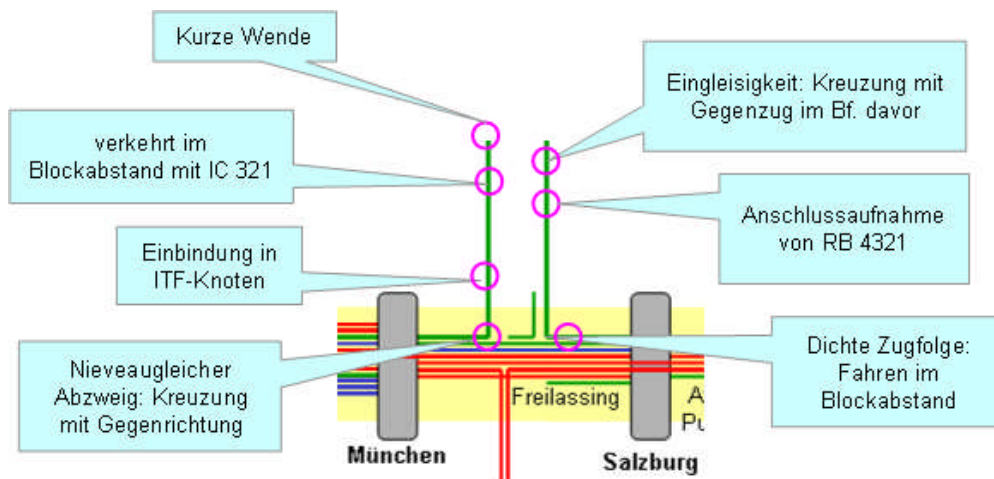 Kurze Wende
Eingleisigkeit: Kreuzung mit
Gegenzug im Bf. davor
verkehrt im
Blockabstand mit IC 321
Anschlussaufnahme
von RB 4321
Einbindung in
ITF-Knoten
Nieveaugleicher
Abzweig: Kreuzung
mit Gegenrichtung
Dichte Zugfolge:
Fahren im
Blockabstand
Freilassing
München
Salzburg